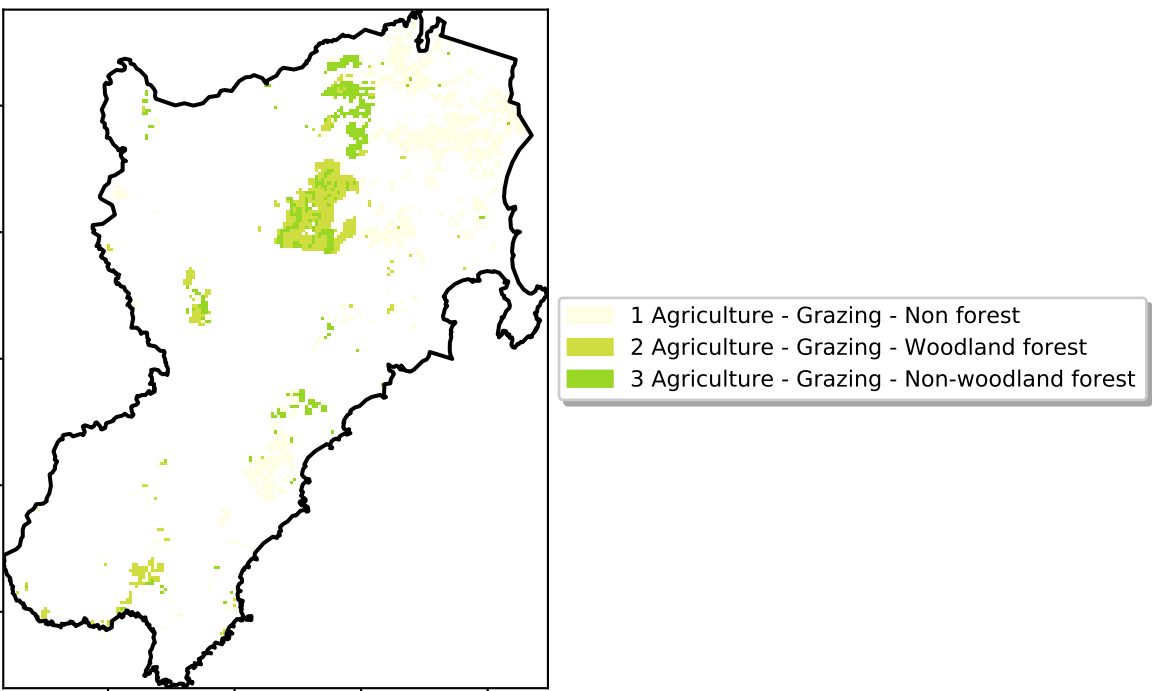 1 Agriculture - Grazing - Non forest
2 Agriculture - Grazing - Woodland forest
3 Agriculture - Grazing - Non-woodland forest